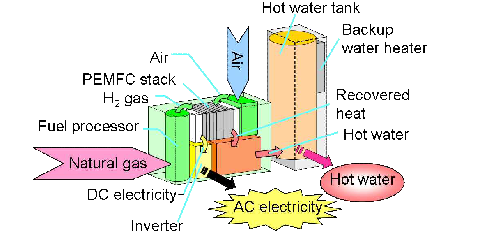 Hot water tank
Backup
water heater
Air
Air
PEMFC stack
H2 gas
Fuel processor
Recovered
heat
Hot water
Natural gas
DC electricity
Inverter
AC electricity
Hot water